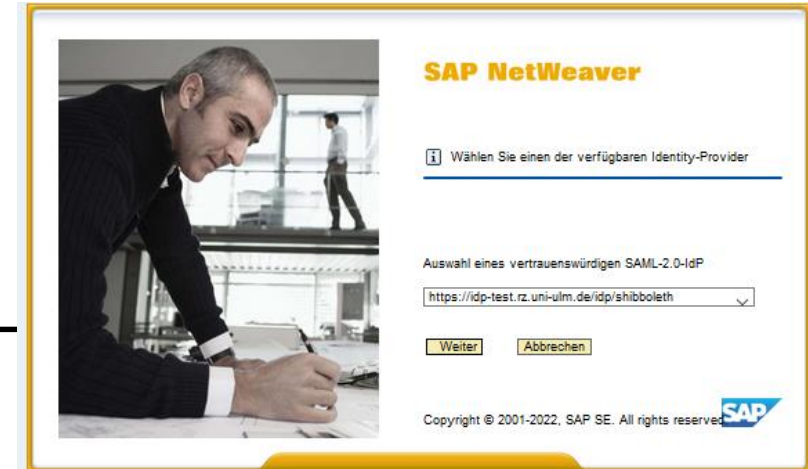 SAP NetWeaver
Wählen Sie einen der verfügbaren Identity-Provider
Auswahl eines vertrauenswürdigen SAML-2.0-IdP
https://idp-test.rz.uni-ulm.de/idp/shibboleth
Weiter Abbrechen
Copyright © 2001-2022, SAP SE. All rights reserved
SAP